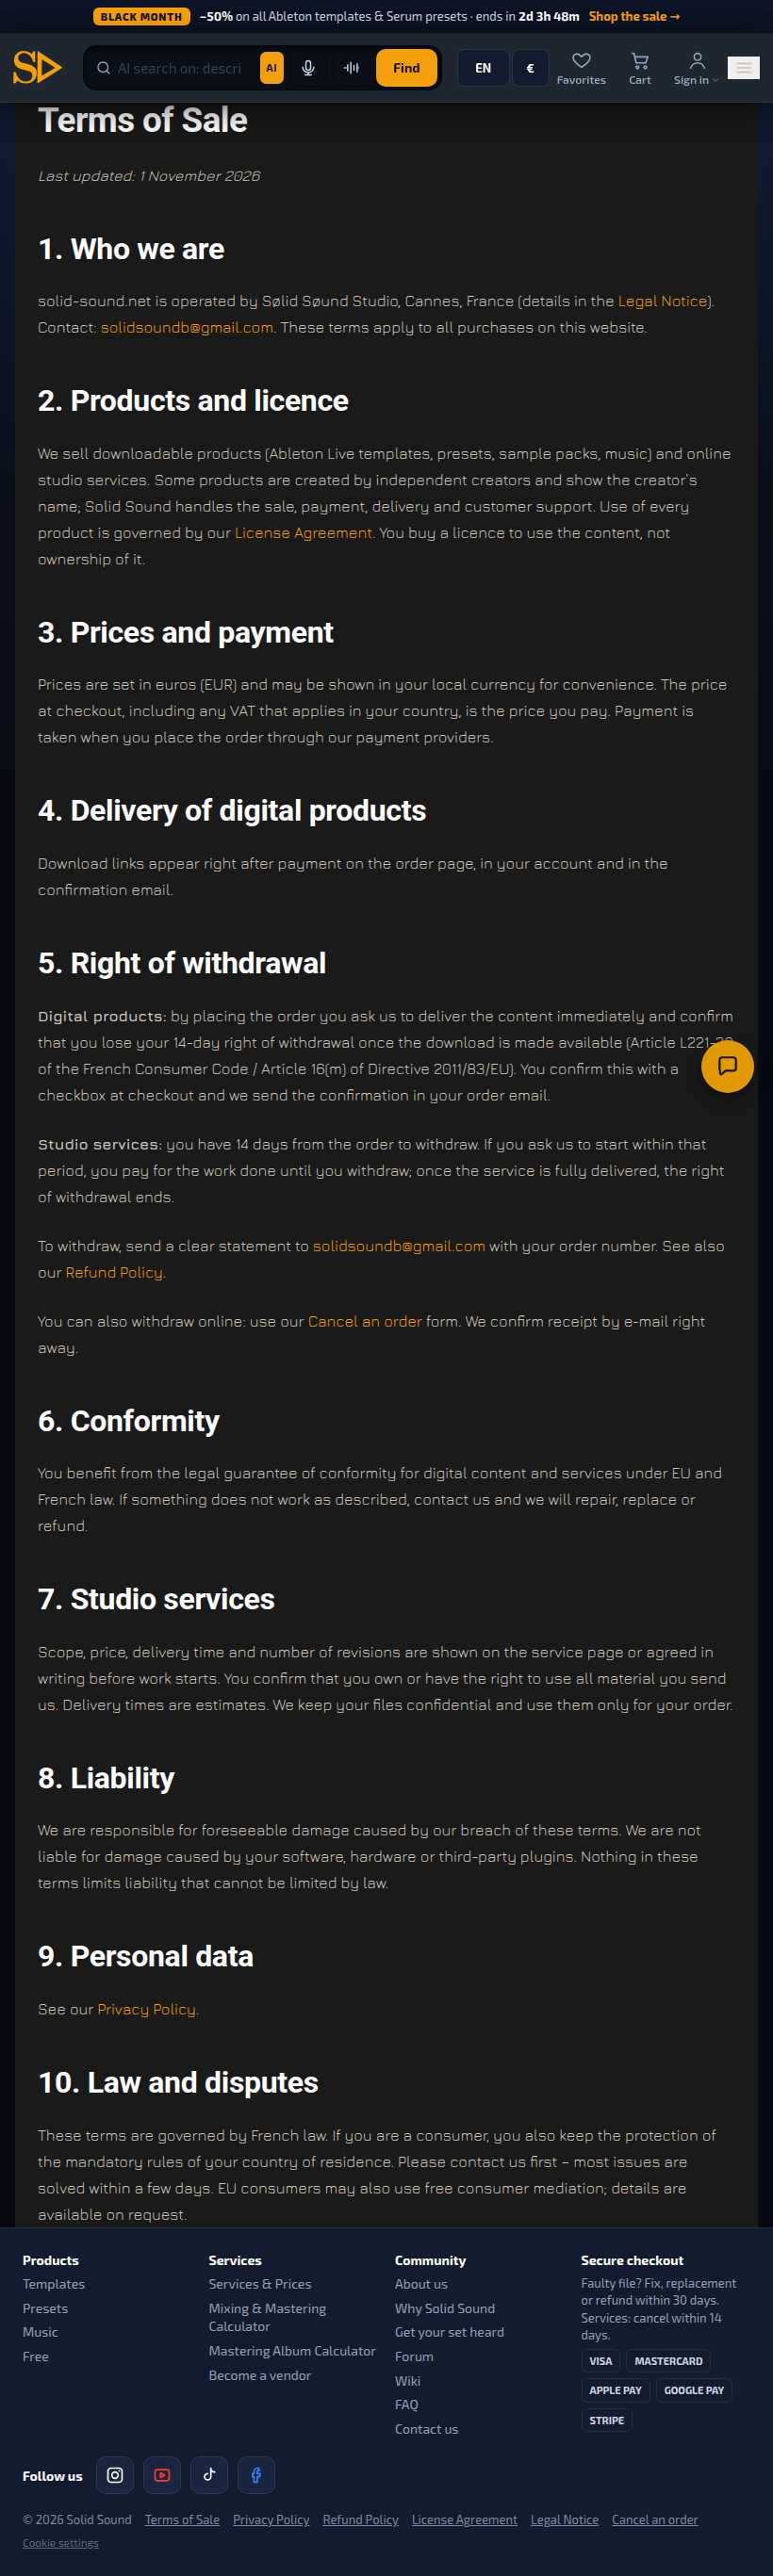 BLACK MONTH −50% on all Ableton templates & Serum presets · ends in 2d 3h 48m Shop the sale →
AI search on: descri AI Find EN € Favorites Cart Sign in
Terms of Sale
Last updated: 1 November 2026
1. Who we are
solid-sound.net is operated by Sølid Søund Studio, Cannes, France (details in the Legal Notice).
Contact: solidsoundb@gmail.com. These terms apply to all purchases on this website.
2. Products and licence
We sell downloadable products (Ableton Live templates, presets, sample packs, music) and online
studio services. Some products are created by independent creators and show the creator's
name; Solid Sound handles the sale, payment, delivery and customer support. Use of every
product is governed by our License Agreement. You buy a licence to use the content, not
ownership of it.
3. Prices and payment
Prices are set in euros (EUR) and may be shown in your local currency for convenience. The price
at checkout, including any VAT that applies in your country, is the price you pay. Payment is
taken when you place the order through our payment providers.
4. Delivery of digital products
Download links appear right after payment on the order page, in your account and in the
confirmation email.
5. Right of withdrawal
Digital products: by placing the order you ask us to deliver the content immediately and confirm
that you lose your 14-day right of withdrawal once the download is made available (Article
of the French Consumer Code / Article 16(m) of Directive 2011/83/EU). You confirm this with a
checkbox at checkout and we send the confirmation in your order email.
Studio services: you have 14 days from the order to withdraw. If you ask us to start within that
period, you pay for the work done until you withdraw; once the service is fully delivered, the right
of withdrawal ends.
To withdraw, send a clear statement to solidsoundb@gmail.com with your order number. See also
our Refund Policy.
You can also withdraw online: use our Cancel an order form. We confirm receipt by e-mail right
away.
6. Conformity
You benefit from the legal guarantee of conformity for digital content and services under EU and
French law. If something does not work as described, contact us and we will repair, replace or
refund.
7. Studio services
Scope, price, delivery time and number of revisions are shown on the service page or agreed in
writing before work starts. You confirm that you own or have the right to use all material you send
us. Delivery times are estimates. We keep your files confidential and use them only for your order.
8. Liability
We are responsible for foreseeable damage caused by our breach of these terms. We are not
liable for damage caused by your software, hardware or third-party plugins. Nothing in these
terms limits liability that cannot be limited by law.
9. Personal data
See our Privacy Policy.
10. Law and disputes
These terms are governed by French law. If you are a consumer, you also keep the protection of
the mandatory rules of your country of residence. Please contact us first – most issues are
solved within a few days. EU consumers may also use free consumer mediation; details are
available on request.
Products
Templates
Presets
Music
Free
Services
Services & Prices
Mixing & Mastering
Calculator
Mastering Album Calculator
Become a vendor
Community
About us
Why Solid Sound
Get your set heard
Forum
Wiki
FAQ
Contact us
Secure checkout
Faulty file? Fix, replacement
or refund within 30 days.
Services: cancel within 14
days.
VISA MASTERCARD
APPLE PAY GOOGLE PAY
STRIPE
Follow us
© 2026 Solid Sound Terms of Sale Privacy Policy Refund Policy License Agreement Legal Notice Cancel an order
Cookie settings